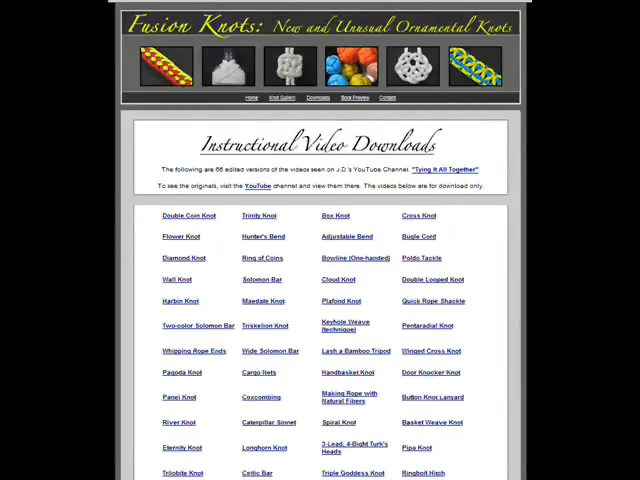 Fusion Knots: New and Unusual Ornamental Knots
Home Knot Gallery Downloads Book Preview Contact
Instructional Video Downloads
The following are 66 edited versions of the videos seen on J.D.'s YouTube Channel "Tying It All Together".
To see the originals, visit the YouTube channel and view them there. The videos below are for download only.
Double Coin Knot Trinity Knot Box Knot Cross Knot
Flower Knot Hunter's Bend Adjustable Bend Bugle Cord
Diamond Knot Ring of Coins Bowline (One-handed) Poldo Tackle
Wall Knot Solomon Bar Cloud Knot Double Looped Knot
Harbin Knot Maedate Knot Plafond Knot Quick Rope Shackle
Two-color Solomon Bar Triskelion Knot Keyhole Weave (technique) Pentaradial Knot
Whipping Rope Ends Wide Solomon Bar Lash a Bamboo Tripod Winged Cross Knot
Pagoda Knot Cargo Nets Handbasket Knot Door Knocker Knot
Panel Knot Coxcombing Making Rope with Natural Fibers Button Knot Lanyard
River Knot Caterpillar Sinnet Spiral Knot Basket Weave Knot
Eternity Knot Longhorn Knot 3-Lead, 4-Bight Turk's Heads Pipa Knot
Trilobite Knot Celtic Bar Triple Goddess Knot Ringbolt Hitch